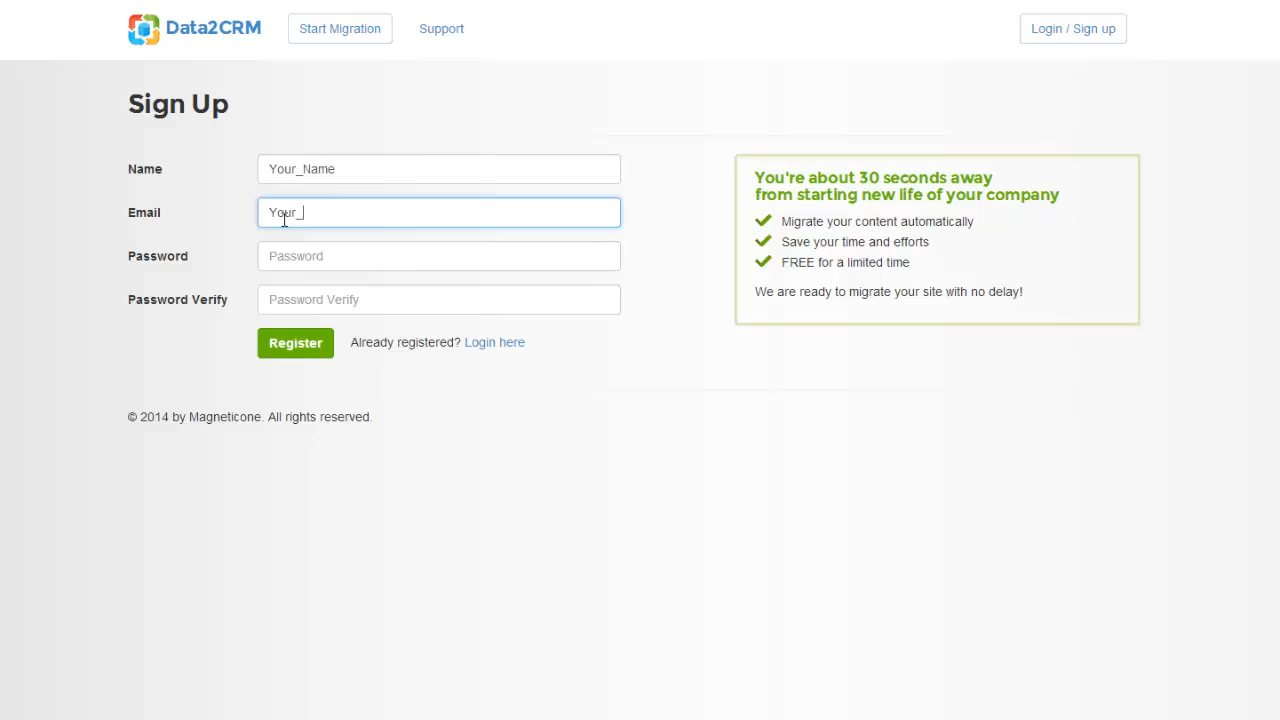 Data2CRM
Start Migration
Support
Login / Sign up
Sign Up
Name
Your_Name
Email
Your_
Password
Password
Password Verify
Password Verify
Register
Already registered? Login here
You're about 30 seconds away
from starting new life of your company
Migrate your content automatically
Save your time and efforts
FREE for a limited time
We are ready to migrate your site with no delay!
© 2014 by Magneticone. All rights reserved.